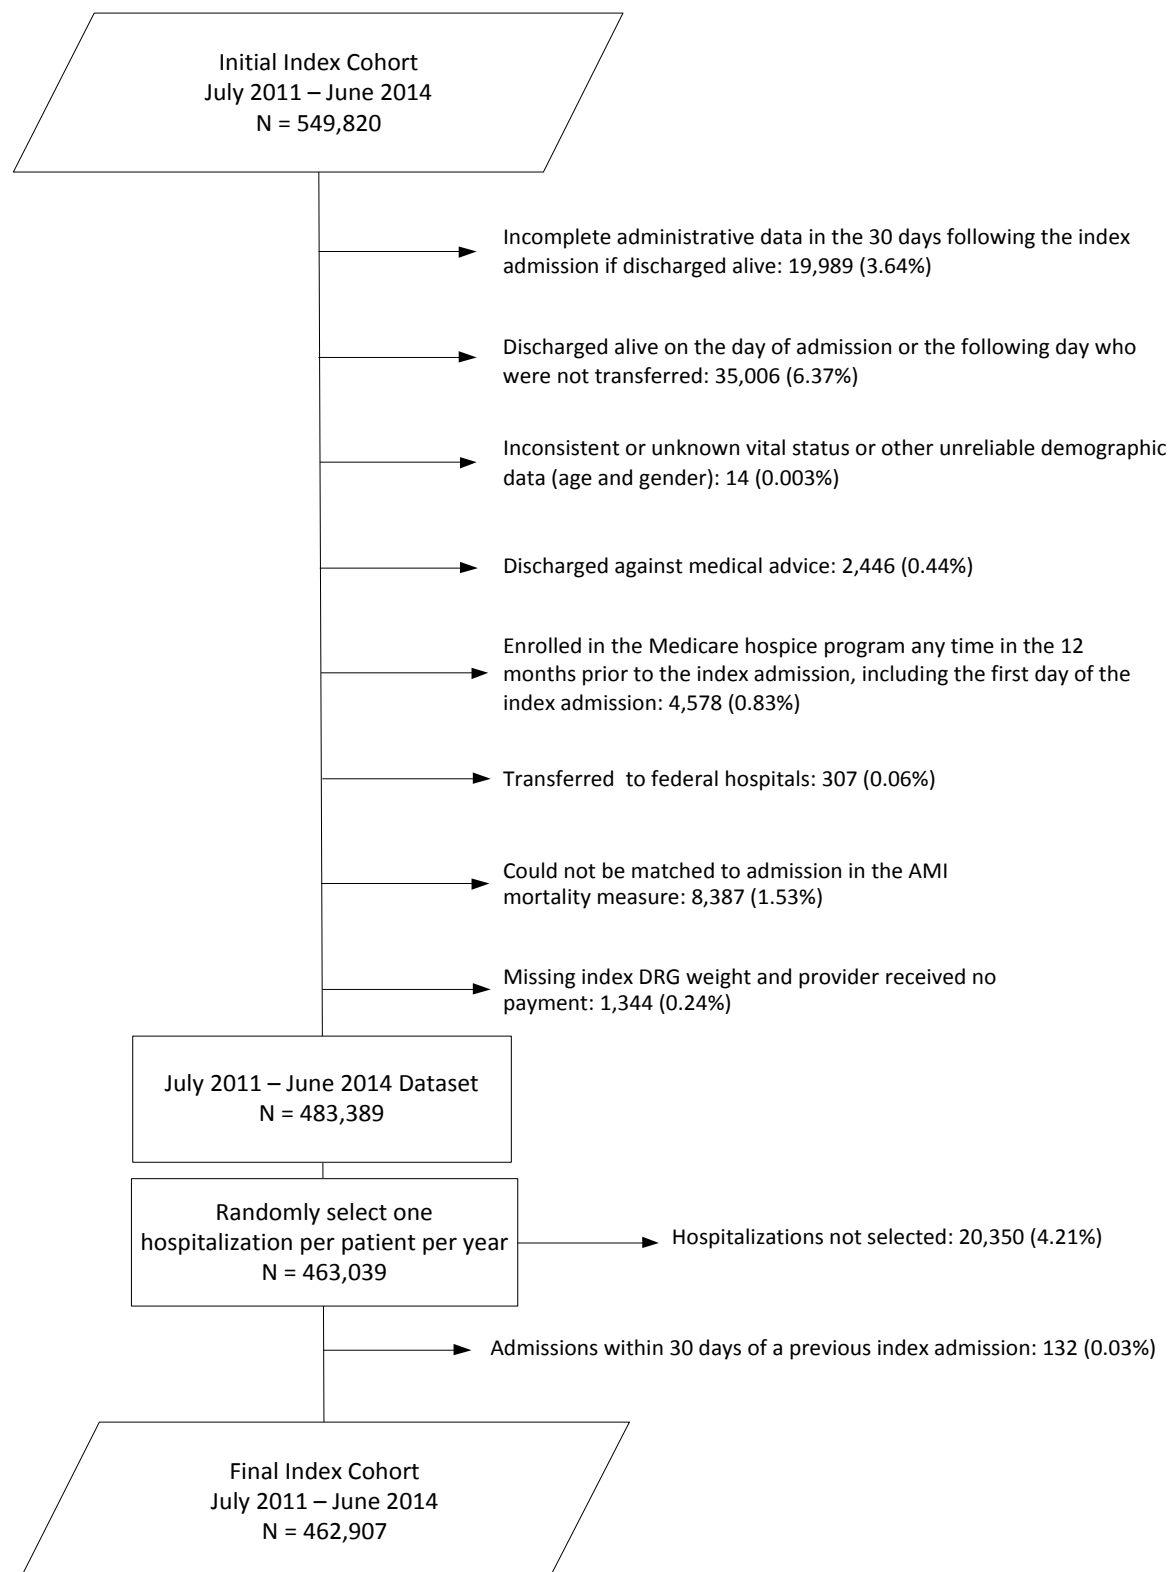 Initial Index Cohort
July 2011 – June 2014
N = 549,820
Incomplete administrative data in the 30 days following the index
admission if discharged alive: 19,989 (3.64%)
Discharged alive on the day of admission or the following day who
were not transferred: 35,006 (6.37%)
Inconsistent or unknown vital status or other unreliable demographic
data (age and gender): 14 (0.003%)
Discharged against medical advice: 2,446 (0.44%)
Enrolled in the Medicare hospice program any time in the 12
months prior to the index admission, including the first day of the
index admission: 4,578 (0.83%)
Transferred  to federal hospitals: 307 (0.06%)
Could not be matched to admission in the AMI
mortality measure: 8,387 (1.53%)
Missing index DRG weight and provider received no
payment: 1,344 (0.24%)
July 2011 – June 2014 Dataset
N = 483,389
Randomly select one
hospitalization per patient per year
N = 463,039
Hospitalizations not selected: 20,350 (4.21%)
Admissions within 30 days of a previous index admission: 132 (0.03%)
Final Index Cohort
July 2011 – June 2014
N = 462,907